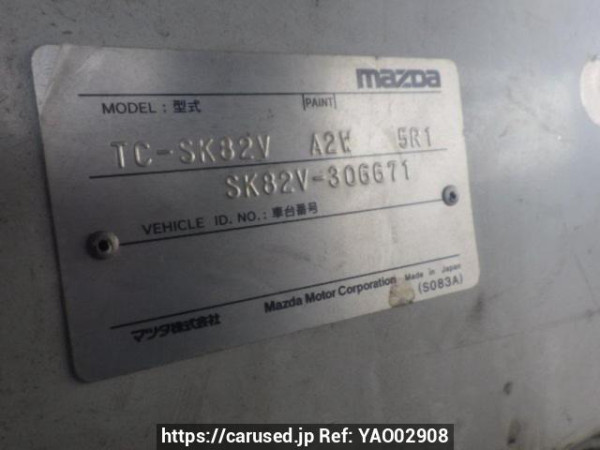 mazda
MODEL : 型式 PAINT
TC-SK82V A2W 5R1
SK82V-306671
VEHICLE ID. NO. : 車台番号
マツダ株式会社 Mazda Motor Corporation Made in Japan
(S083A)
https://carused.jp Ref: YAO02908